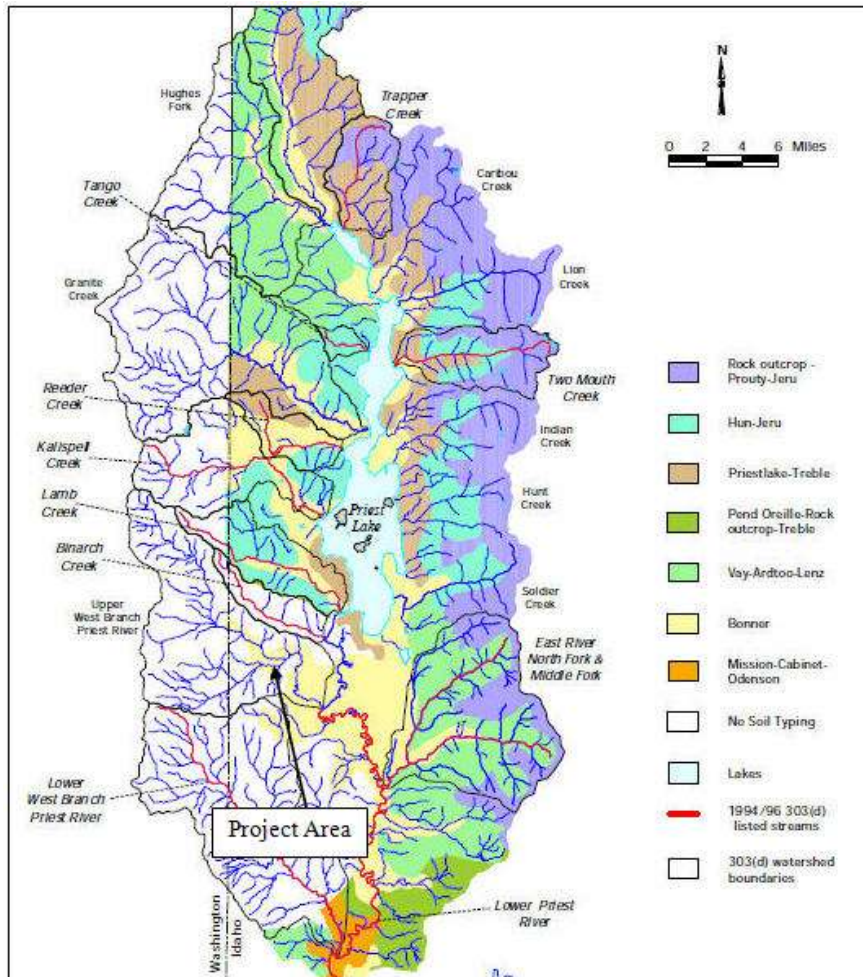 Hughes
Fork
Trapper
Creek
N
0 2 4 6 Miles
Caribou
Creek
Tango
Creek
Granite
Creek
Lion
Creek
Reeder
Creek
Two Mouth
Creek
Kalispell
Creek
Indian
Creek
Lamb
Creek
Priest
Lake
Hunt
Creek
Binarch
Creek
Upper
West Branch
Priest River
Soldier
Creek
East River
North Fork &
Middle Fork
Lower
West Branch
Priest River
Project Area
Lower Priest
River
Washington
Idaho
Rock outcrop -
Prouty-Jeru
Hun-Jeru
Priestlake-Treble
Pend Oreille-Rock
outcrop-Treble
Vay-Ardtoo-Lenz
Bonner
Mission-Cabinet-
Odenson
No Soil Typing
Lakes
1994/96 303(d)
listed streams
303(d) watershed
boundaries